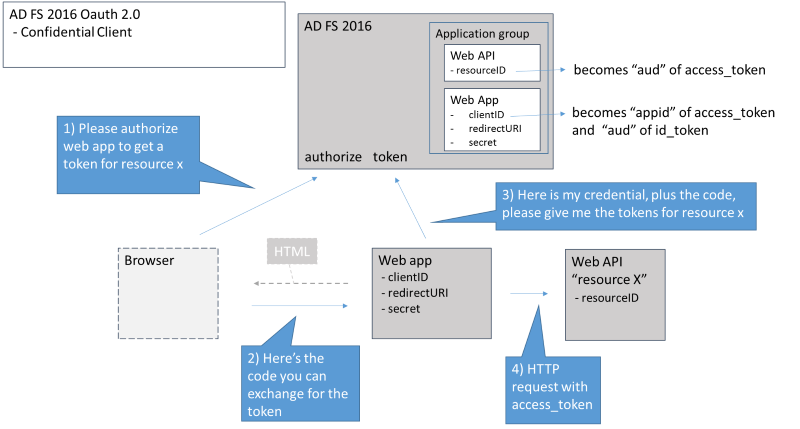 AD FS 2016 Oauth 2.0
- Confidential Client
AD FS 2016
Application group
Web API
- resourceID
becomes “aud” of access_token
Web App
- clientID
- redirectURI
- secret
becomes “appid” of access_token
and “aud” of id_token
authorize token
1) Please authorize
web app to get a
token for resource x
3) Here is my credential, plus the code,
please give me the tokens for resource x
Browser
HTML
Web app
- clientID
- redirectURI
- secret
Web API
“resource X”
- resourceID
2) Here’s the
code you can
exchange for the
token
4) HTTP
request with
access_token